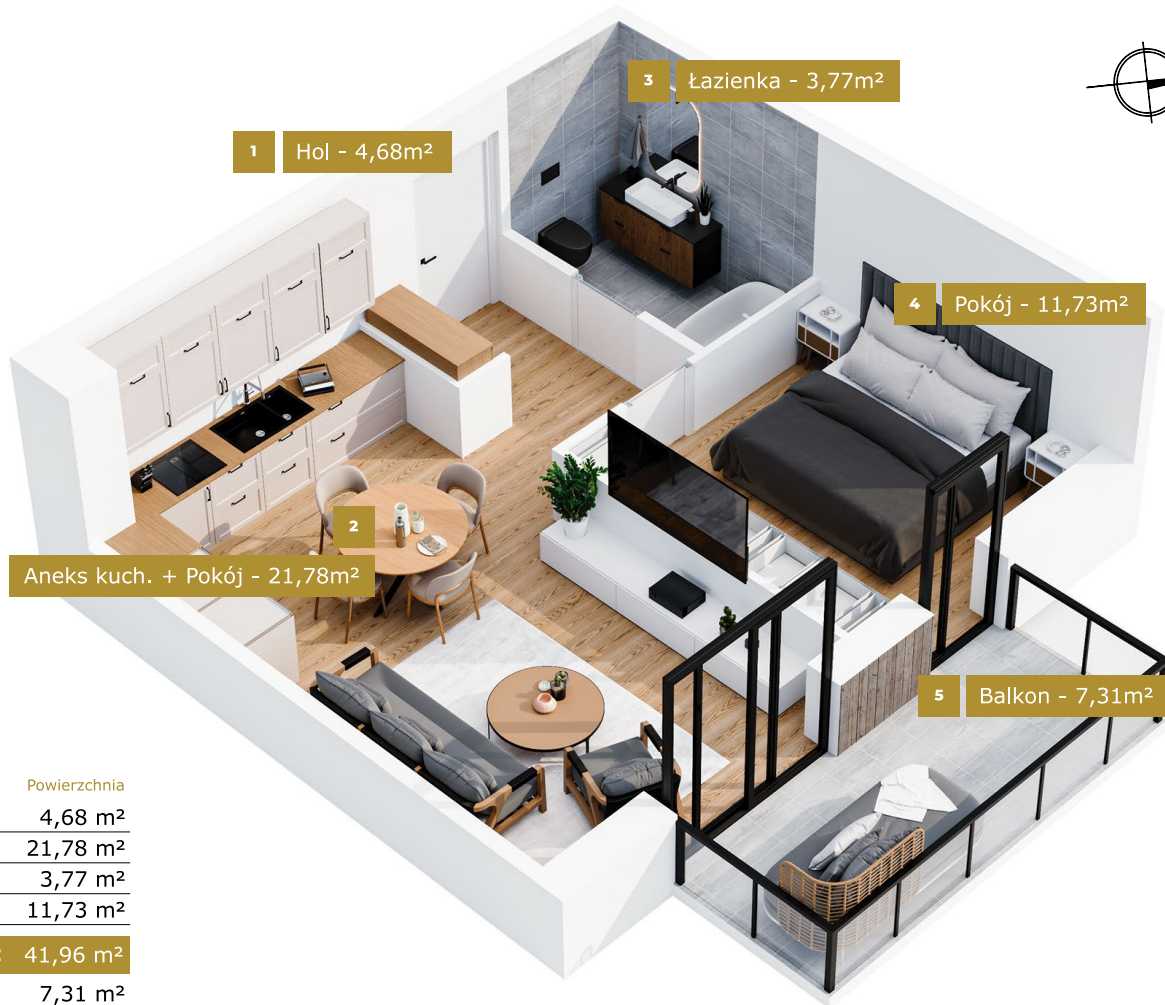 3 Łazienka - 3,77m²
1 Hol - 4,68m²
4 Pokój - 11,73m²
2
Aneks kuch. + Pokój - 21,78m²
5 Balkon - 7,31m²
Powierzchnia
4,68 m²
21,78 m²
3,77 m²
11,73 m²
41,96 m²
7,31 m²